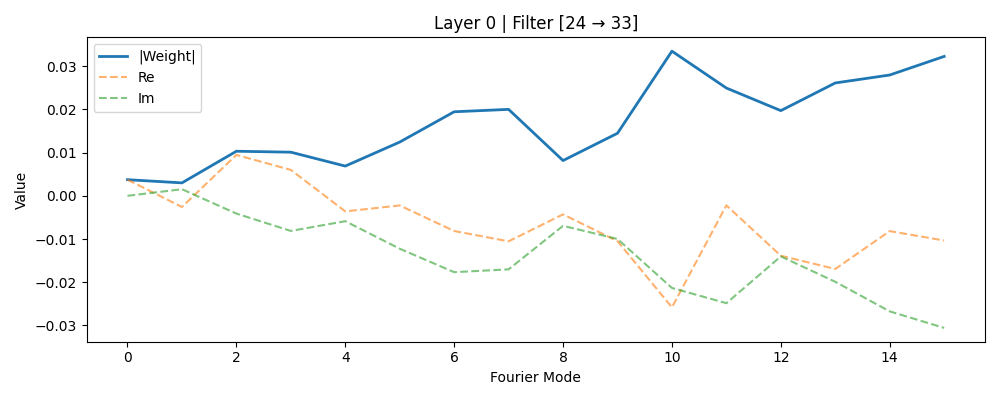 Layer 0 | Filter [24 → 33]
|Weight|
Re
Im
0.03
0.02
0.01
0.00
−0.01
−0.02
−0.03
Value
0 2 4 6 8 10 12 14
Fourier Mode